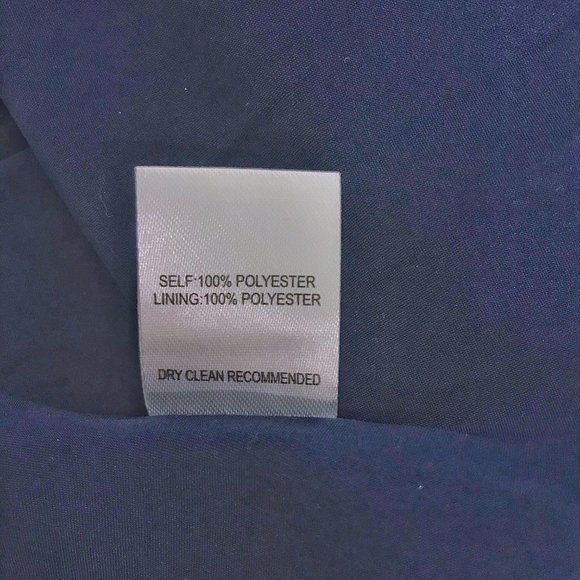 SELF:100% POLYESTER
LINING:100% POLYESTER
DRY CLEAN RECOMMENDED